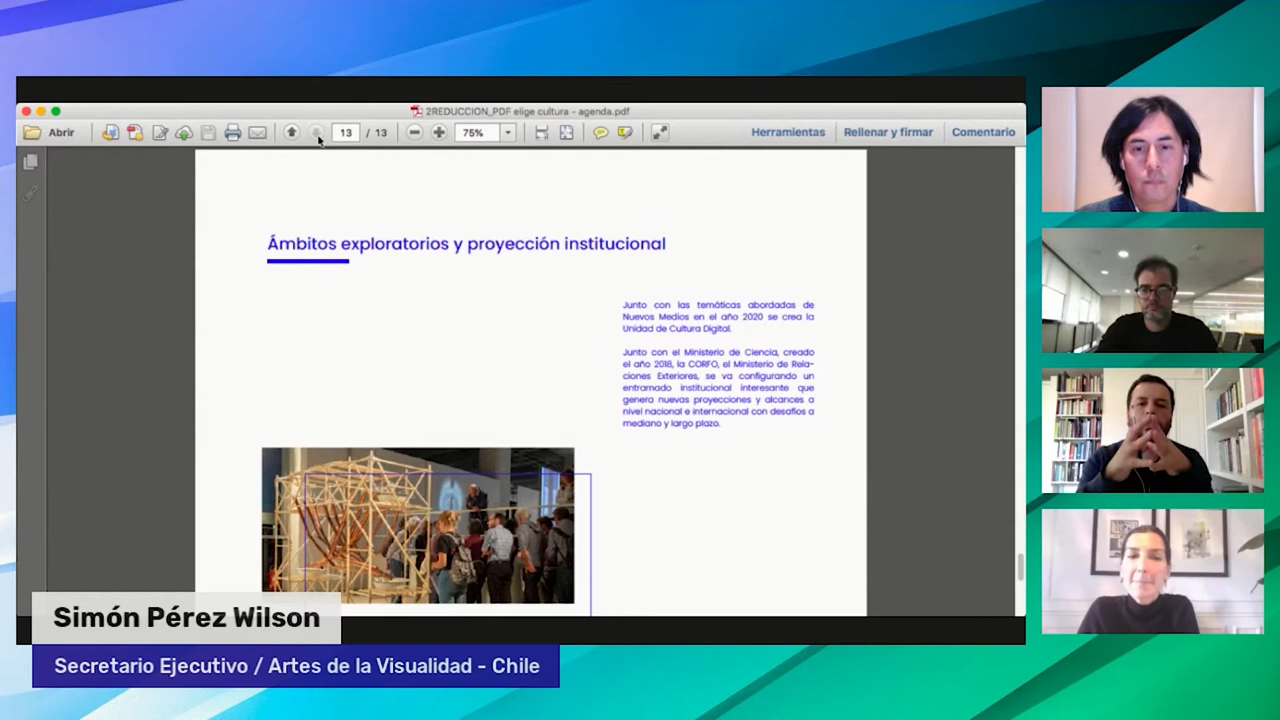 2REDUCCION_PDF elige cultura - agenda.pdf
Abrir
13 / 13
75%
Herramientas
Rellenar y firmar
Comentario
Ámbitos exploratorios y proyección institucional
Junto con las temáticas abordadas de
Nuevos Medios en el año 2020 se crea la
Unidad de Cultura Digital.
Junto con el Ministerio de Ciencia, creado
el año 2018, la CORFO, el Ministerio de Rela-
ciones Exteriores, se va configurando un
entramado institucional interesante que
genera nuevas proyecciones y alcances a
nivel nacional e internacional con desafíos a
mediano y largo plazo.
Simón Pérez Wilson
Secretario Ejecutivo / Artes de la Visualidad - Chile